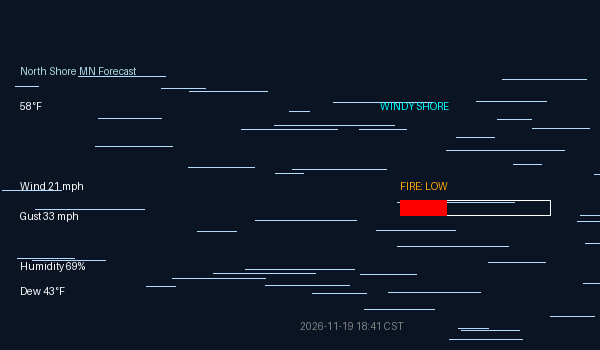 North Shore MN Forecast
58°F
WINDY SHORE
Wind 21 mph
FIRE: LOW
Gust 33 mph
Humidity 69%
Dew 43°F
2026-11-19 18:41 CST